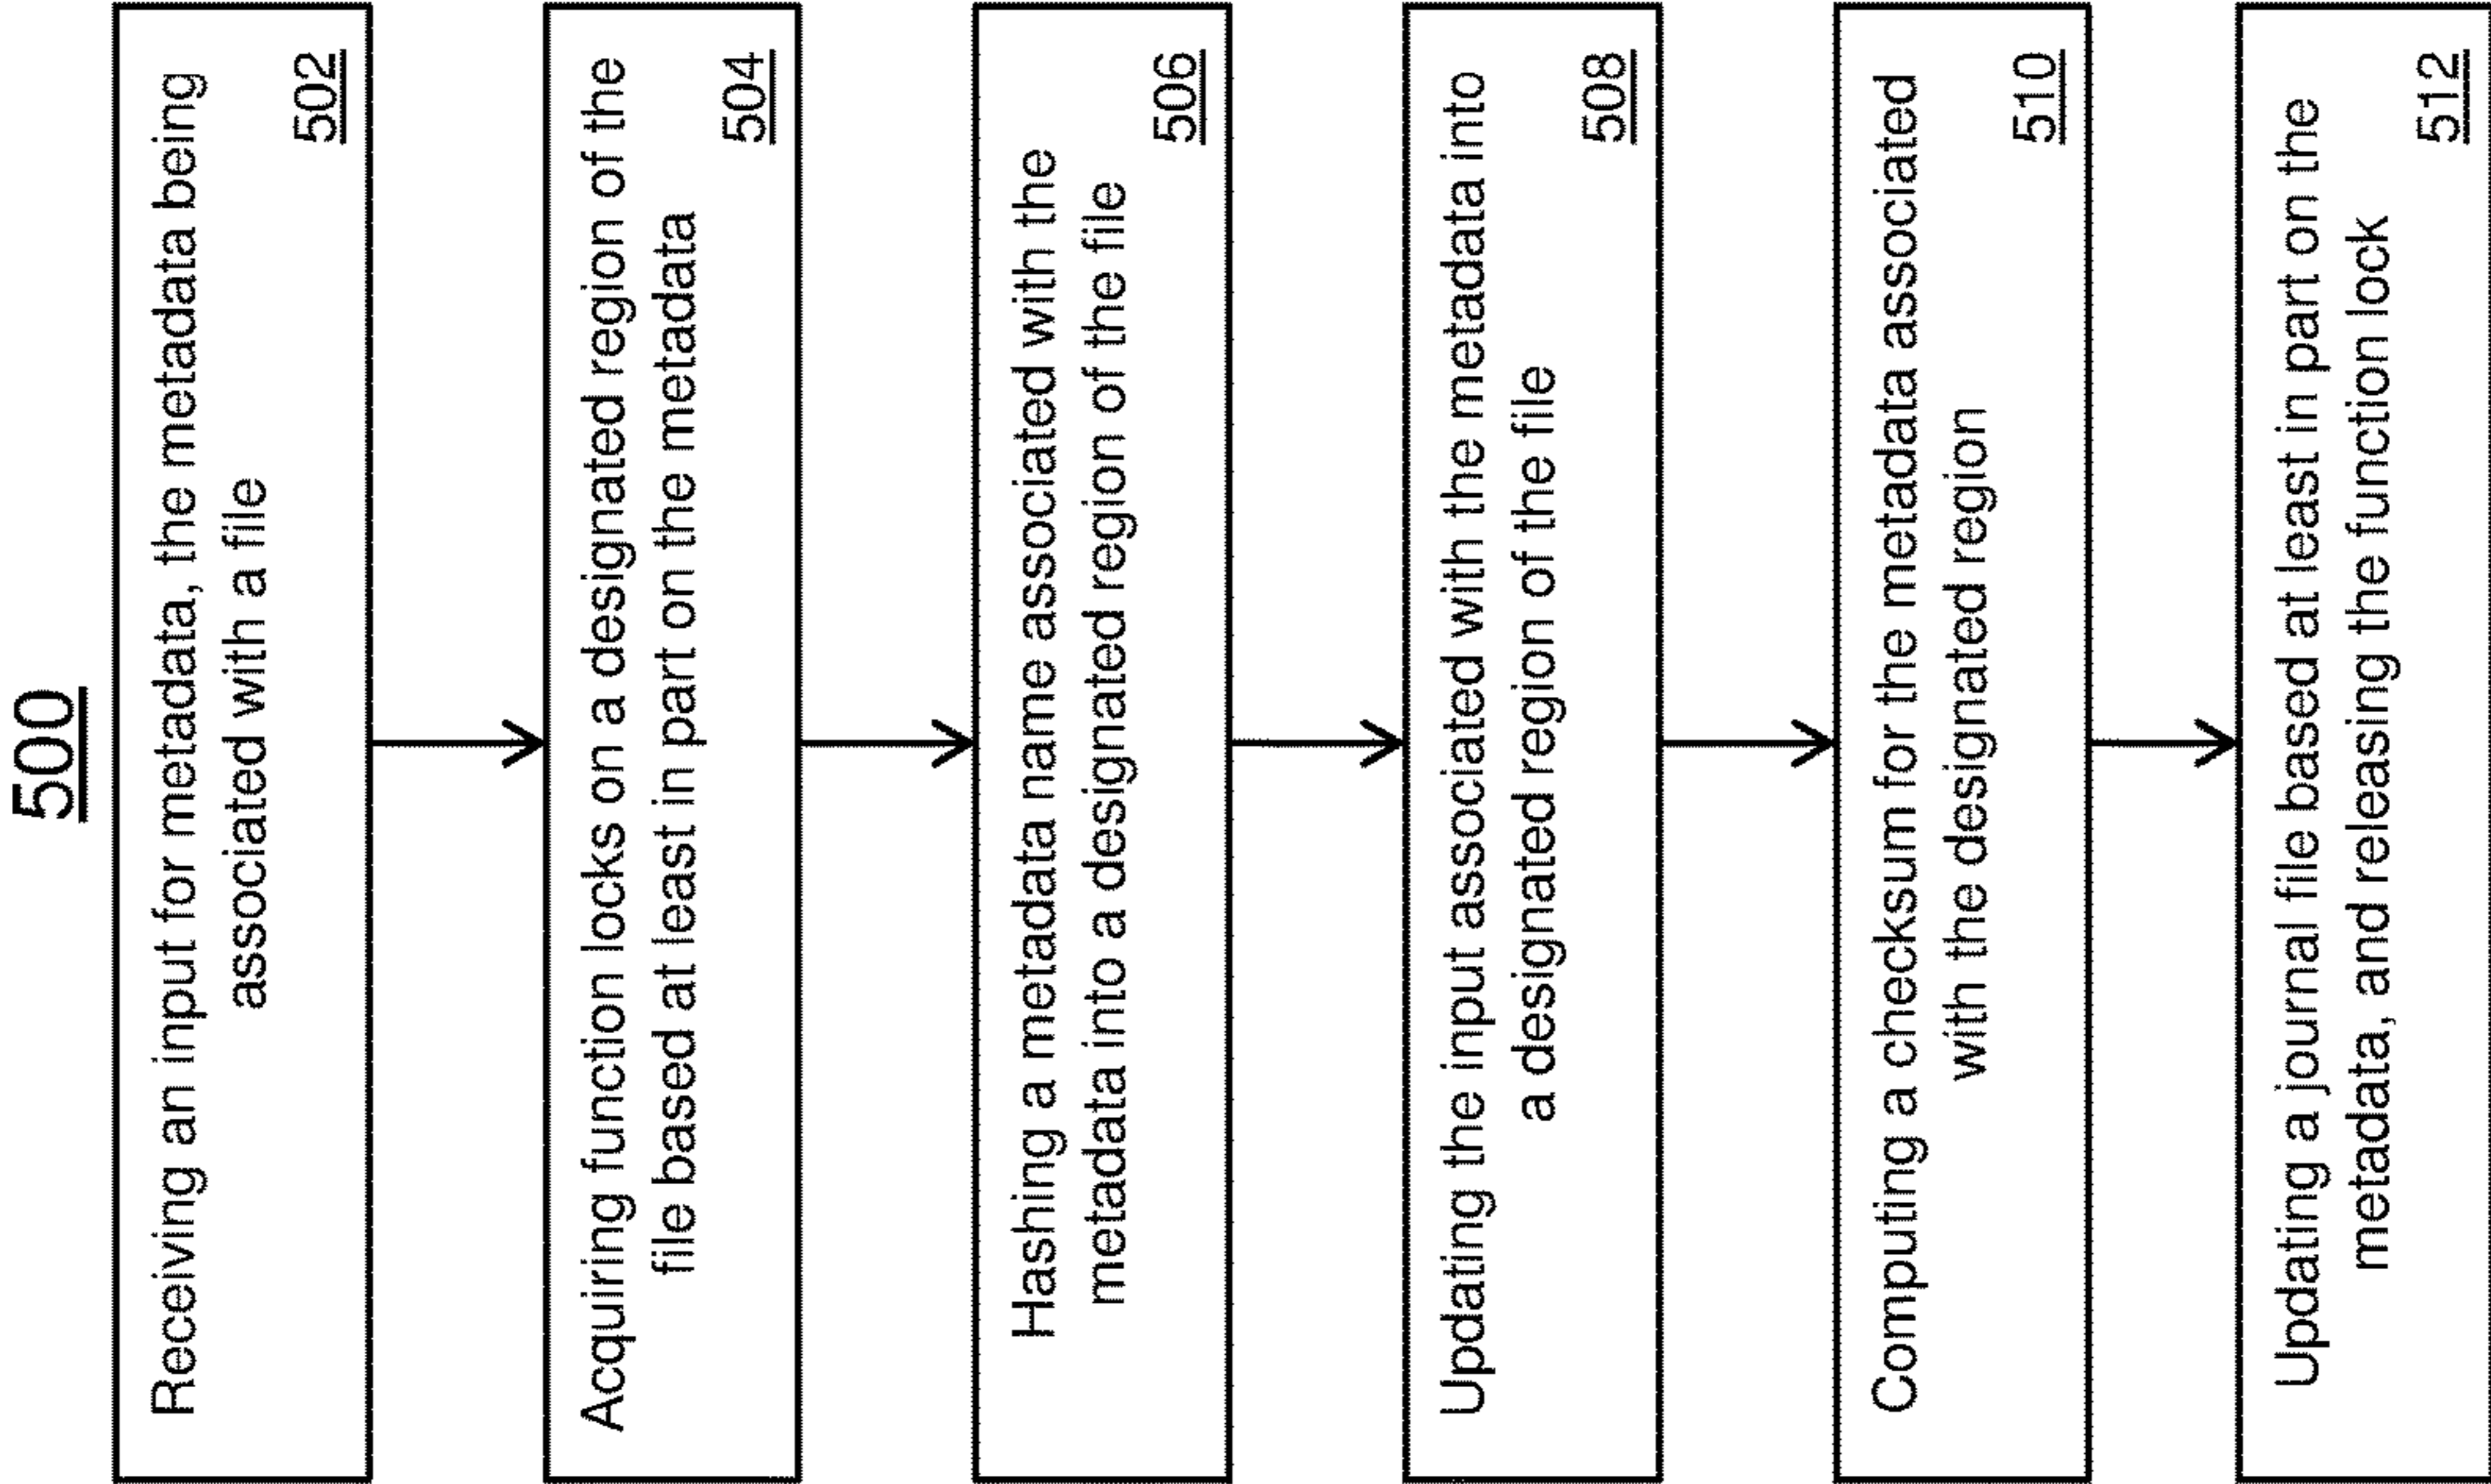 500
Receiving an input for metadata, the metadata being
associated with a file
502
Acquiring function locks on a designated region of the
file based at least in part on the metadata
504
Hashing a metadata name associated with the
metadata into a designated region of the file
506
Updating the input associated with the metadata into
a designated region of the file
508
Computing a checksum for the metadata associated
with the designated region
510
Updating a journal file based at least in part on the
metadata, and releasing the function lock
512